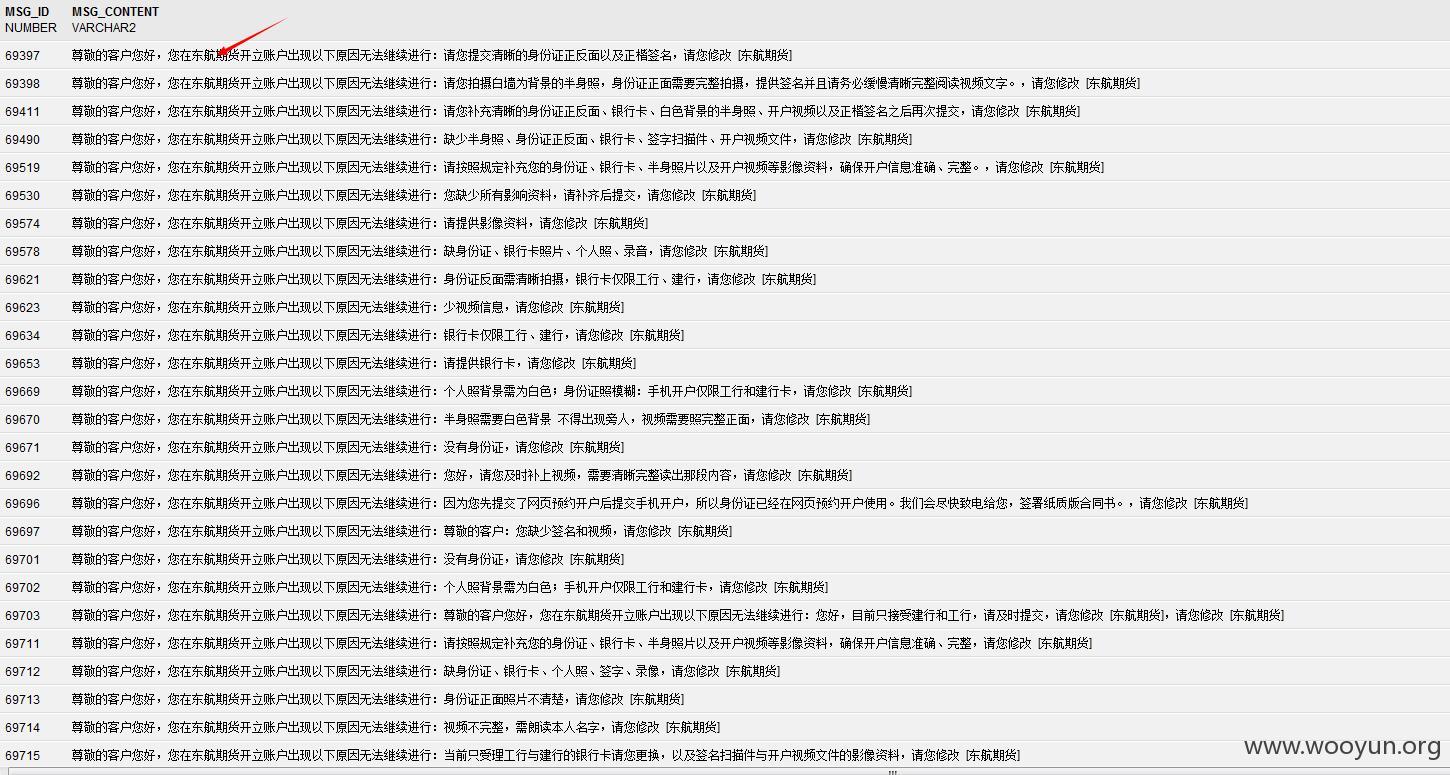 MSG_ID MSG_CONTENT
NUMBER VARCHAR2
69397 尊敬的客户您好，您在东航期货开立账户出现以下原因无法继续进行：请您提交清晰的身份证正反面以及正楷签名，请您修改 [东航期货]
69398 尊敬的客户您好，您在东航期货开立账户出现以下原因无法继续进行：请您拍摄白墙为背景的半身照，身份证正面需要完整拍摄，提供签名并且请务必缓慢清晰完整阅读视频文字。，请您修改 [东航期货]
69411 尊敬的客户您好，您在东航期货开立账户出现以下原因无法继续进行：请您补充清晰的身份证正反面、银行卡、白色背景的半身照、开户视频以及正楷签名之后再次提交，请您修改 [东航期货]
69490 尊敬的客户您好，您在东航期货开立账户出现以下原因无法继续进行：缺少半身照、身份证正反面、银行卡、签字扫描件、开户视频文件，请您修改 [东航期货]
69519 尊敬的客户您好，您在东航期货开立账户出现以下原因无法继续进行：请按照规定补充您的身份证、银行卡、半身照片以及开户视频等影像资料，确保开户信息准确、完整。，请您修改 [东航期货]
69530 尊敬的客户您好，您在东航期货开立账户出现以下原因无法继续进行：您缺少所有影响资料，请补齐后提交，请您修改 [东航期货]
69574 尊敬的客户您好，您在东航期货开立账户出现以下原因无法继续进行：请提供影像资料，请您修改 [东航期货]
69578 尊敬的客户您好，您在东航期货开立账户出现以下原因无法继续进行：缺身份证、银行卡照片、个人照、录音，请您修改 [东航期货]
69621 尊敬的客户您好，您在东航期货开立账户出现以下原因无法继续进行：身份证反面需清晰拍摄，银行卡仅限工行、建行，请您修改 [东航期货]
69623 尊敬的客户您好，您在东航期货开立账户出现以下原因无法继续进行：少视频信息，请您修改 [东航期货]
69634 尊敬的客户您好，您在东航期货开立账户出现以下原因无法继续进行：银行卡仅限工行、建行，请您修改 [东航期货]
69653 尊敬的客户您好，您在东航期货开立账户出现以下原因无法继续进行：请提供银行卡，请您修改 [东航期货]
69669 尊敬的客户您好，您在东航期货开立账户出现以下原因无法继续进行：个人照背景需为白色；身份证照模糊：手机开户仅限工行和建行卡，请您修改 [东航期货]
69670 尊敬的客户您好，您在东航期货开立账户出现以下原因无法继续进行：半身照需要白色背景 不得出现旁人，视频需要照完整正面，请您修改 [东航期货]
69671 尊敬的客户您好，您在东航期货开立账户出现以下原因无法继续进行：没有身份证，请您修改 [东航期货]
69692 尊敬的客户您好，您在东航期货开立账户出现以下原因无法继续进行：您好，请您及时补上视频，需要清晰完整读出那段内容，请您修改 [东航期货]
69696 尊敬的客户您好，您在东航期货开立账户出现以下原因无法继续进行：因为您先提交了网页预约开户后提交手机开户，所以身份证已经在网页预约开户使用。我们会尽快致电给您，签署纸质版合同书。，请您修改 [东航期货]
69697 尊敬的客户您好，您在东航期货开立账户出现以下原因无法继续进行：尊敬的客户：您缺少签名和视频，请您修改 [东航期货]
69701 尊敬的客户您好，您在东航期货开立账户出现以下原因无法继续进行：没有身份证，请您修改 [东航期货]
69702 尊敬的客户您好，您在东航期货开立账户出现以下原因无法继续进行：个人照背景需为白色；手机开户仅限工行和建行卡，请您修改 [东航期货]
69703 尊敬的客户您好，您在东航期货开立账户出现以下原因无法继续进行：尊敬的客户您好，您在东航期货开立账户出现以下原因无法继续进行：您好，目前只接受建行和工行，请及时提交，请您修改 [东航期货]，请您修改 [东航期货]
69711 尊敬的客户您好，您在东航期货开立账户出现以下原因无法继续进行：请按照规定补充您的身份证、银行卡、半身照片以及开户视频等影像资料，确保开户信息准确、完整，请您修改 [东航期货]
69712 尊敬的客户您好，您在东航期货开立账户出现以下原因无法继续进行：缺身份证、银行卡、个人照、签字、录像，请您修改 [东航期货]
69713 尊敬的客户您好，您在东航期货开立账户出现以下原因无法继续进行：身份证正面照片不清楚，请您修改 [东航期货]
69714 尊敬的客户您好，您在东航期货开立账户出现以下原因无法继续进行：视频不完整，需朗读本人名字，请您修改 [东航期货]
69715 尊敬的客户您好，您在东航期货开立账户出现以下原因无法继续进行：当前只受理工行与建行的银行卡请您更换，以及签名扫描件与开户视频文件的影像资料，请您修改 [东航期货]
www.wooyun.org